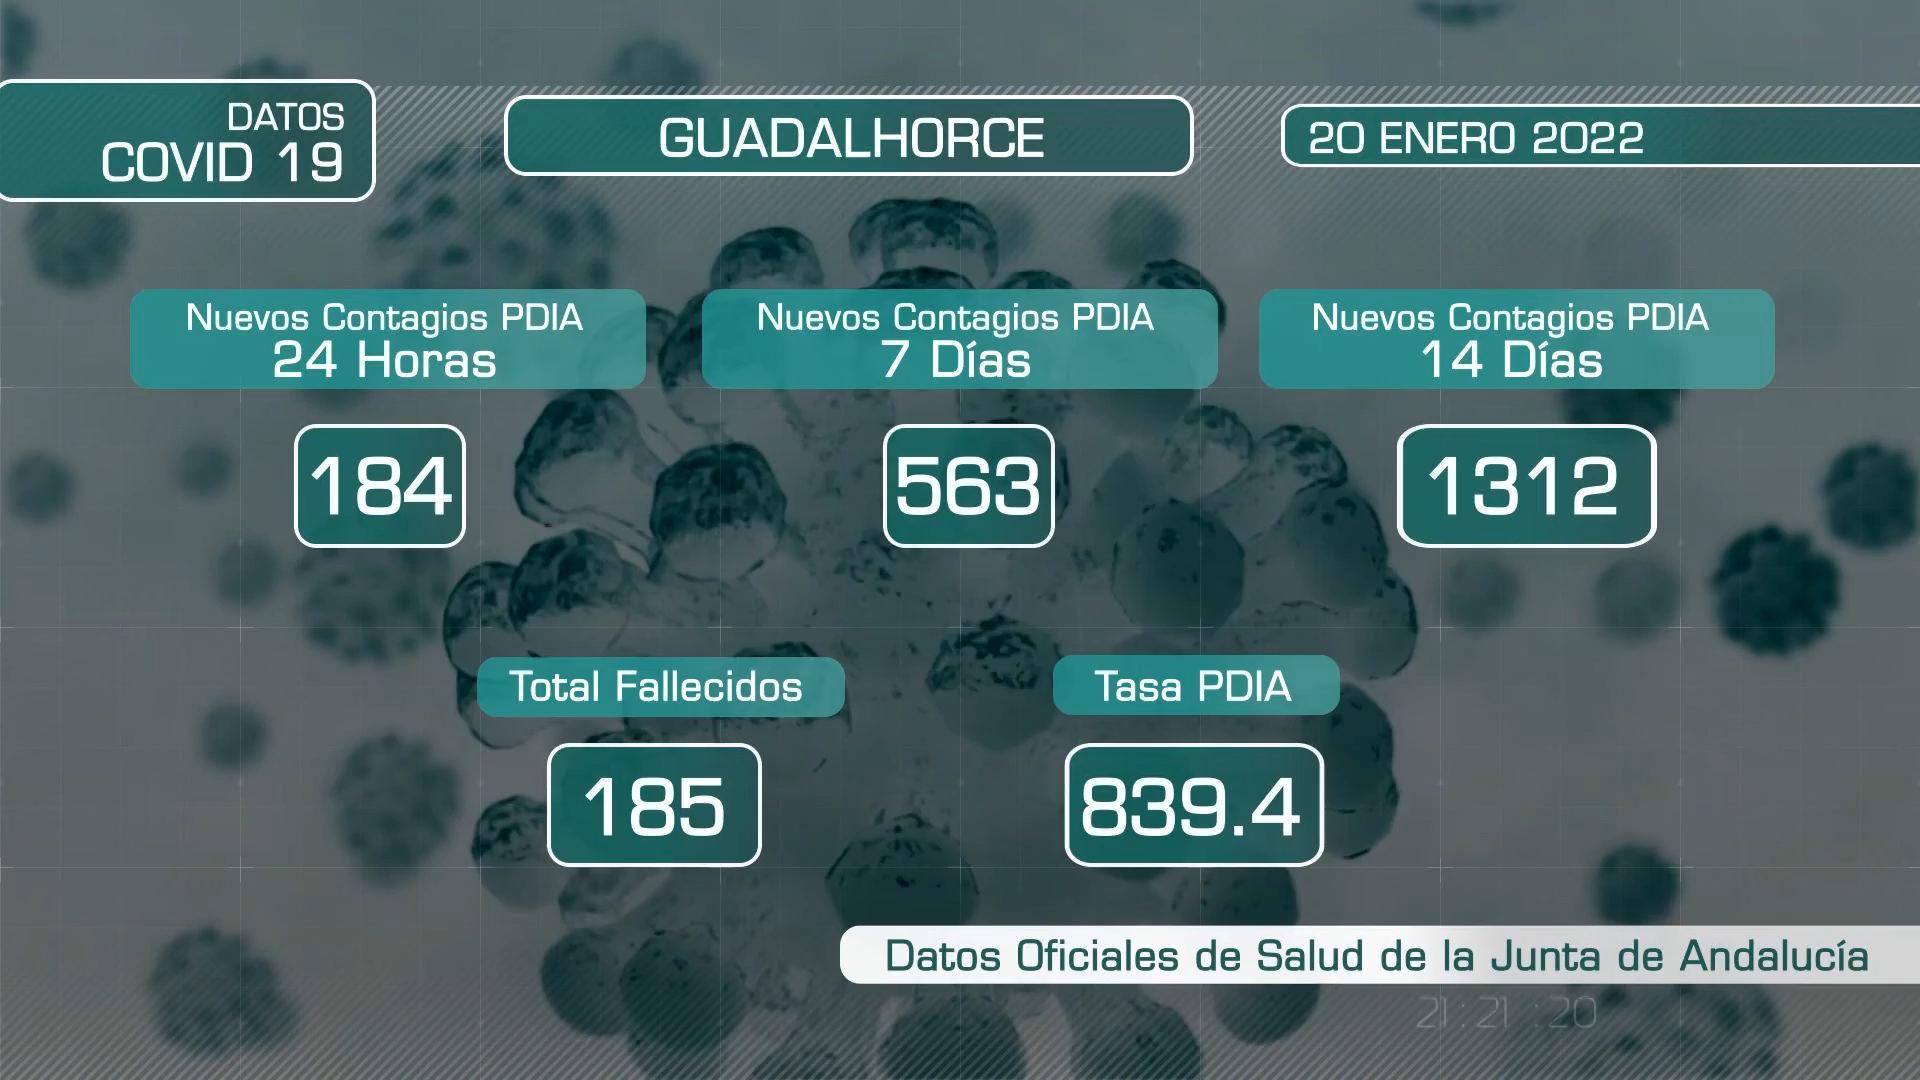 DATOS
COVID 19
GUADALHORCE
20 ENERO 2022
Nuevos Contagios PDIA
24 Horas
184
Nuevos Contagios PDIA
7 Días
563
Nuevos Contagios PDIA
14 Días
1312
Total Fallecidos
185
Tasa PDIA
839.4
Datos Oficiales de Salud de la Junta de Andalucía
21:21 :20